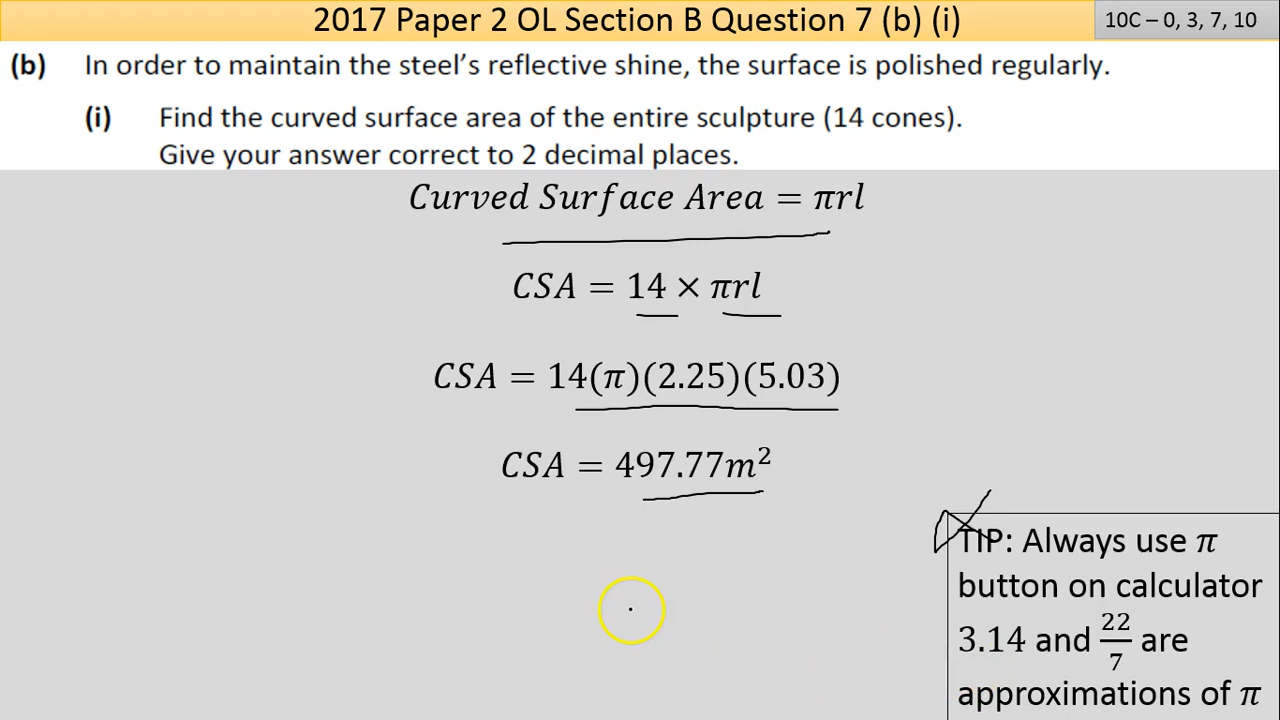 2017 Paper 2 OL Section B Question 7 (b) (i)
10C – 0, 3, 7, 10
(b) In order to maintain the steel's reflective shine, the surface is polished regularly.
(i) Find the curved surface area of the entire sculpture (14 cones).
Give your answer correct to 2 decimal places.
Curved Surface Area = πrl
CSA = 14 × πrl
CSA = 14(π)(2.25)(5.03)
CSA = 497.77m²
TIP: Always use π
button on calculator
3.14 and 22/7 are
approximations of π